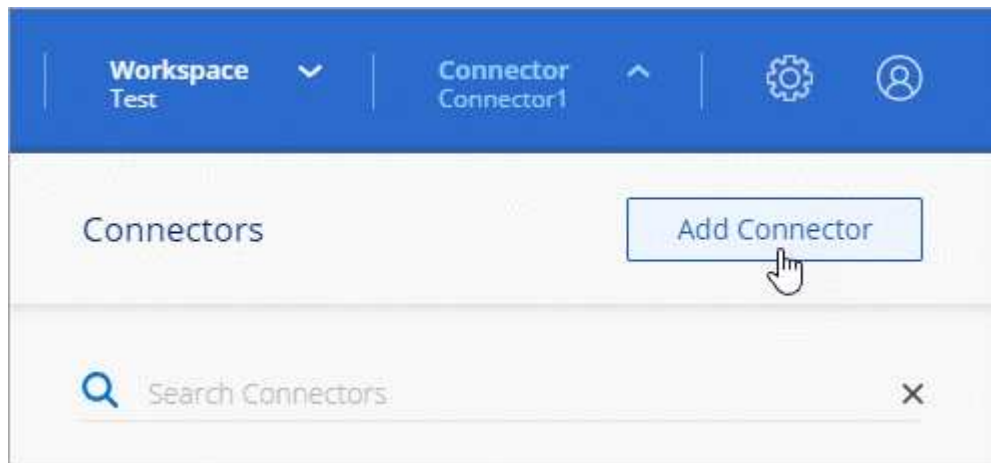 Workspace
Test
Connector
Connector1
Connectors
Add Connector
Search Connectors